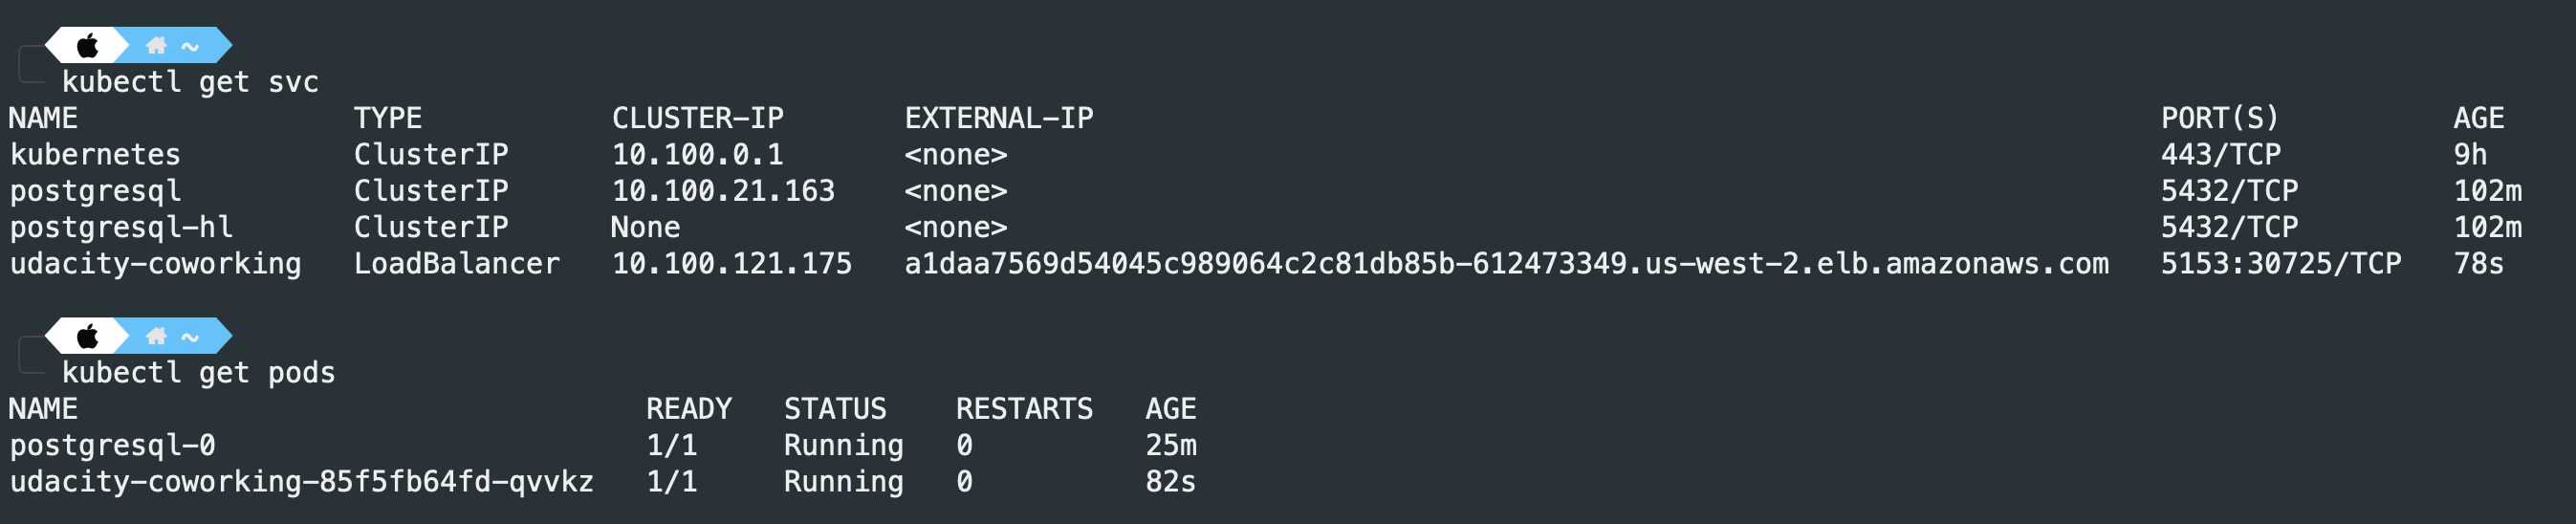 ~
kubectl get svc
NAME TYPE CLUSTER-IP EXTERNAL-IP PORT(S) AGE
kubernetes ClusterIP 10.100.0.1 <none> 443/TCP 9h
postgresql ClusterIP 10.100.21.163 <none> 5432/TCP 102m
postgresql-hl ClusterIP None <none> 5432/TCP 102m
udacity-coworking LoadBalancer 10.100.121.175 a1daa7569d54045c989064c2c81db85b-612473349.us-west-2.elb.amazonaws.com 5153:30725/TCP 78s
~
kubectl get pods
NAME READY STATUS RESTARTS AGE
postgresql-0 1/1 Running 0 25m
udacity-coworking-85f5fb64fd-qvvkz 1/1 Running 0 82s